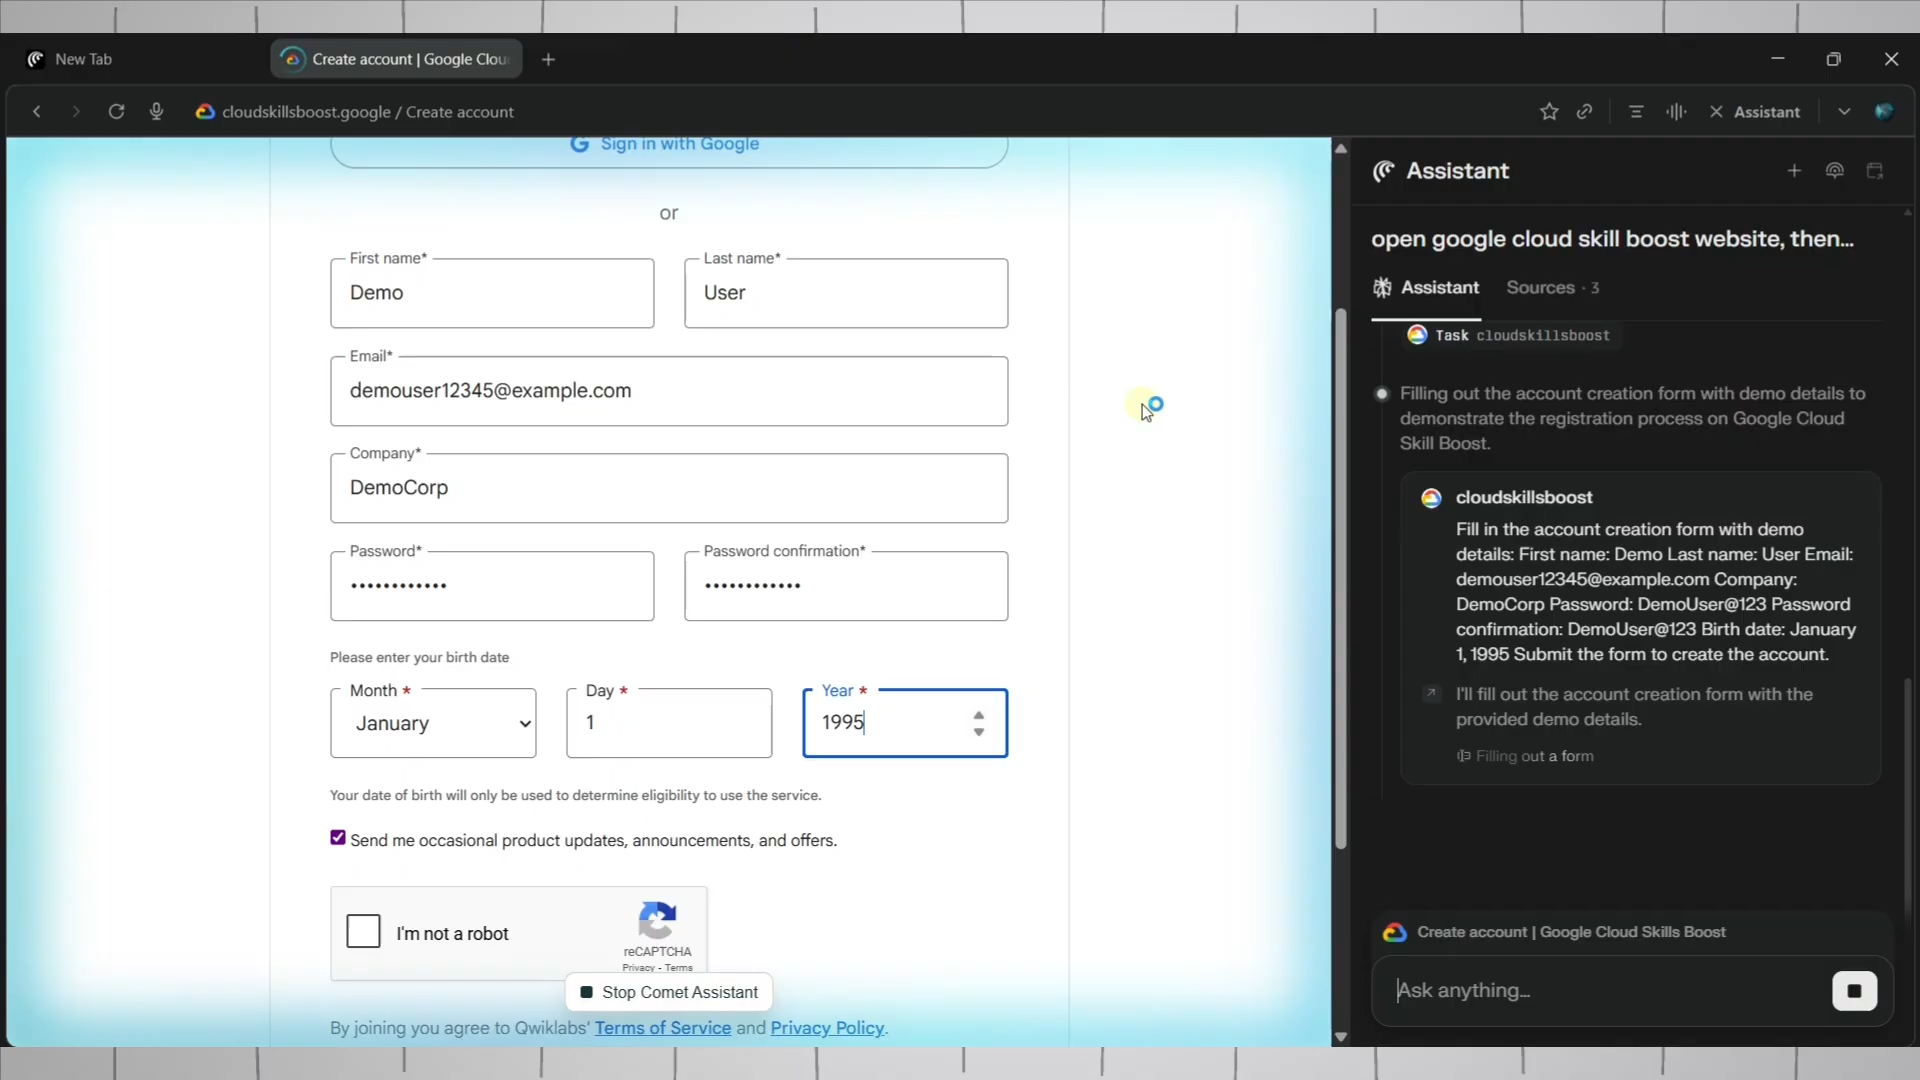 New Tab
Create account | Google Clou
cloudskillsboost.google / Create account
Assistant
Sign in with Google
or
First name*
Demo
Last name*
User
Email*
demouser12345@example.com
Company*
DemoCorp
Password*
••••••••••••
Password confirmation*
••••••••••••
Please enter your birth date
Month *
January
Day *
1
Year *
1995
Your date of birth will only be used to determine eligibility to use the service.
Send me occasional product updates, announcements, and offers.
I'm not a robot
reCAPTCHA
Privacy - Terms
Stop Comet Assistant
By joining you agree to Qwiklabs' Terms of Service and Privacy Policy.
Assistant
open google cloud skill boost website, then...
Assistant
Sources · 3
Task cloudskillsboost
Filling out the account creation form with demo details to
demonstrate the registration process on Google Cloud
Skill Boost.
cloudskillsboost
Fill in the account creation form with demo
details: First name: Demo Last name: User Email:
demouser12345@example.com Company:
DemoCorp Password: DemoUser@123 Password
confirmation: DemoUser@123 Birth date: January
1, 1995 Submit the form to create the account.
I'll fill out the account creation form with the
provided demo details.
Filling out a form
Create account | Google Cloud Skills Boost
Ask anything...